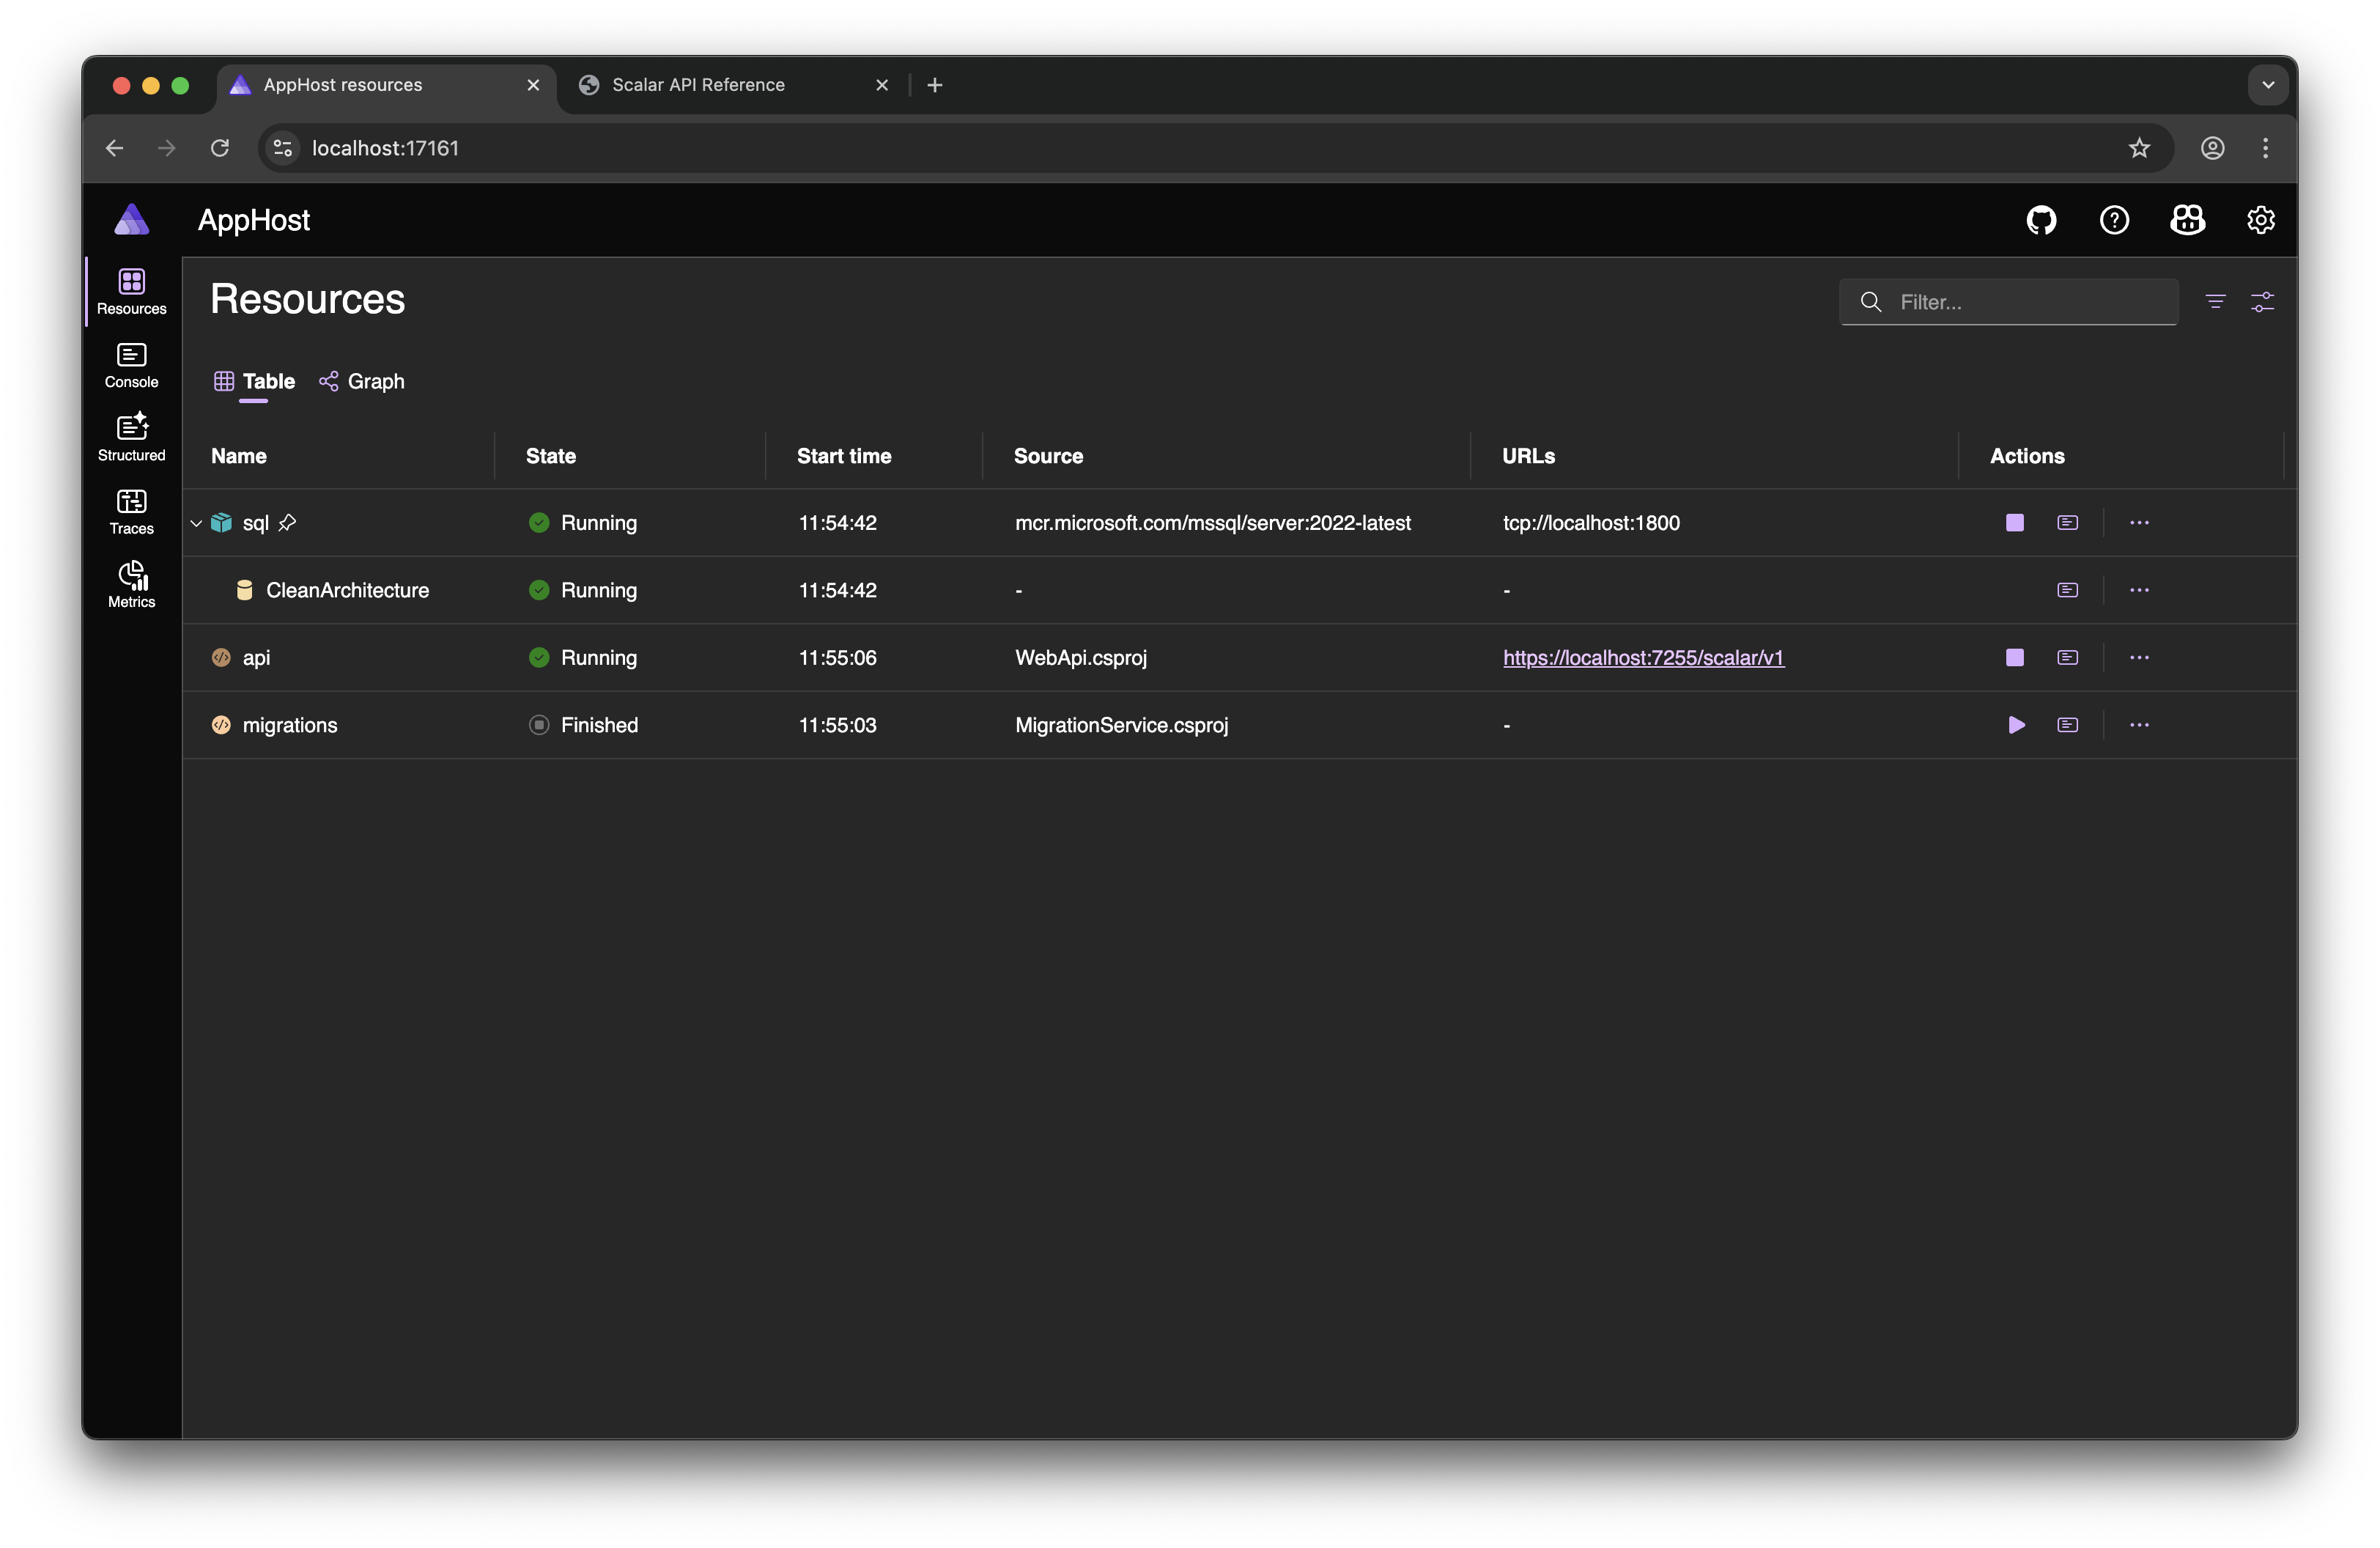 AppHost resources
Scalar API Reference
localhost:17161
AppHost
Resources
Console
Structured
Traces
Metrics
Resources
Filter...
Table Graph
Name State Start time Source URLs Actions
sql Running 11:54:42 mcr.microsoft.com/mssql/server:2022-latest tcp://localhost:1800
CleanArchitecture Running 11:54:42 - -
api Running 11:55:06 WebApi.csproj https://localhost:7255/scalar/v1
migrations Finished 11:55:03 MigrationService.csproj -